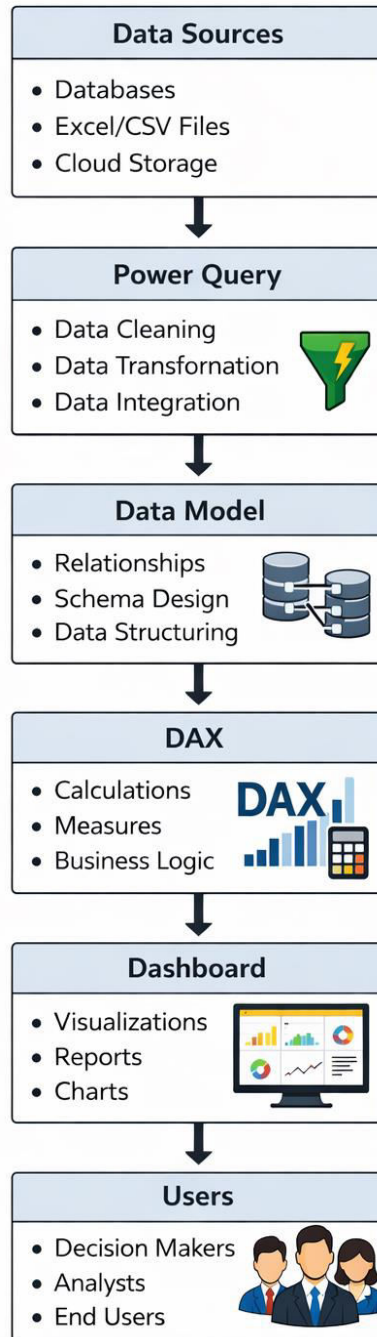 Data Sources
• Databases
• Excel/CSV Files
• Cloud Storage
Power Query
• Data Cleaning
• Data Transfornation
• Data Integration
Data Model
• Relationships
• Schema Design
• Data Structuring
DAX
• Calculations
• Measures
• Business Logic
DAX
Dashboard
• Visualizations
• Reports
• Charts
Users
• Decision Makers
• Analysts
• End Users